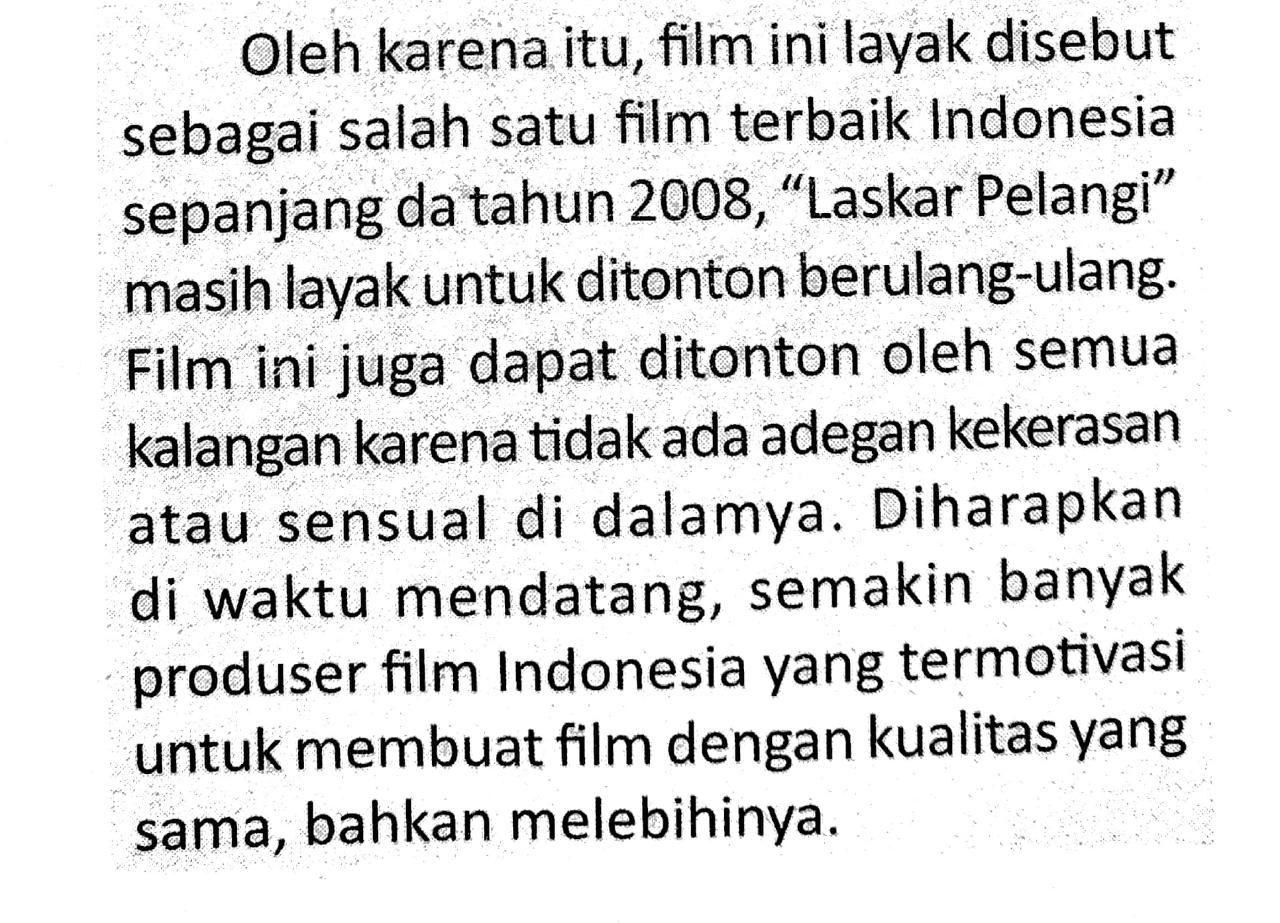 Oleh karena itu, film ini layak disebut
sebagai salah satu film terbaik Indonesia
sepanjang da tahun 2008, “Laskar Pelangi”
masih layak untuk ditonton berulang-ulang.
Film ini juga dapat ditonton oleh semua
kalangan karena tidak ada adegan kekerasan
atau sensual di dalamya. Diharapkan
di waktu mendatang, semakin banyak
produser film Indonesia yang termotivasi
untuk membuat film dengan kualitas yang
sama, bahkan melebihinya.